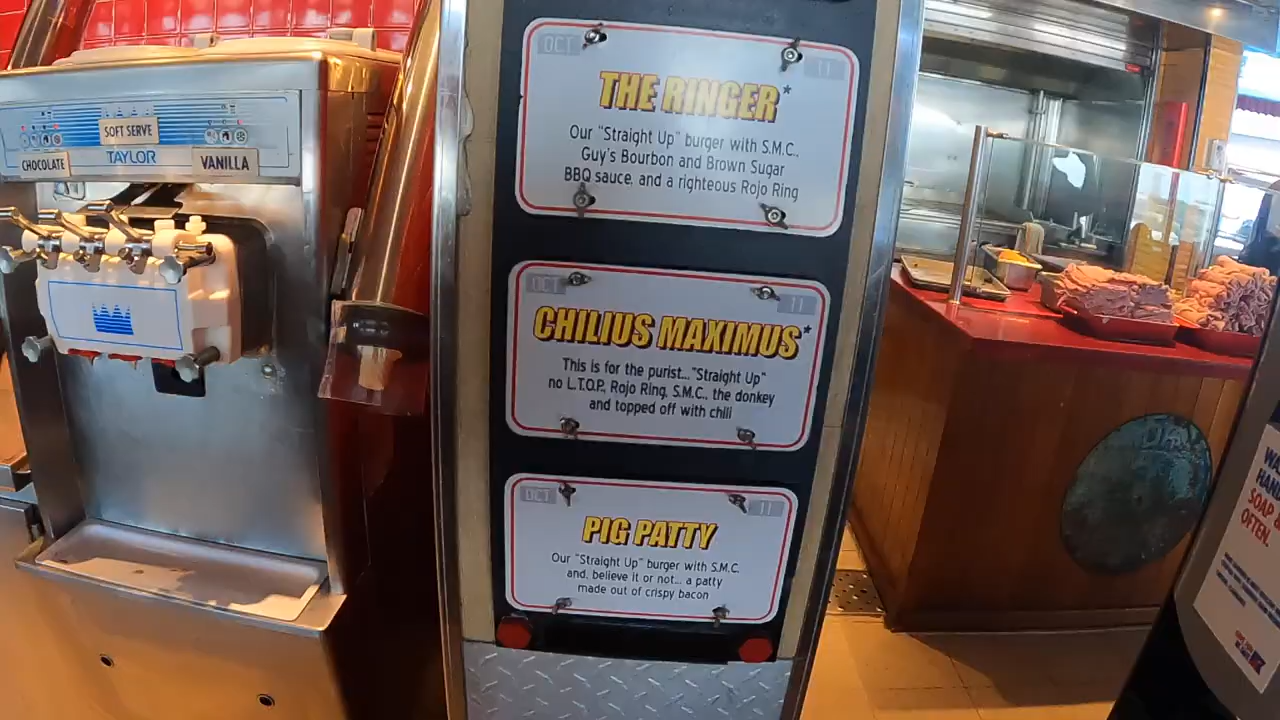 SOFT SERVE
CHOCOLATE
TAYLOR
VANILLA
OCT 11
THE RINGER*
Our "Straight Up" burger with S.M.C.,
Guy's Bourbon and Brown Sugar
BBQ sauce, and a righteous Rojo Ring
OCT 11
CHILIUS MAXIMUS*
This is for the purist... "Straight Up"
no L.T.O.P., Rojo Ring, S.M.C., the donkey
and topped off with chili
OCT 11
PIG PATTY
Our "Straight Up" burger with S.M.C.
and, believe it or not... a patty
made out of crispy bacon
SOAP
OFTEN.